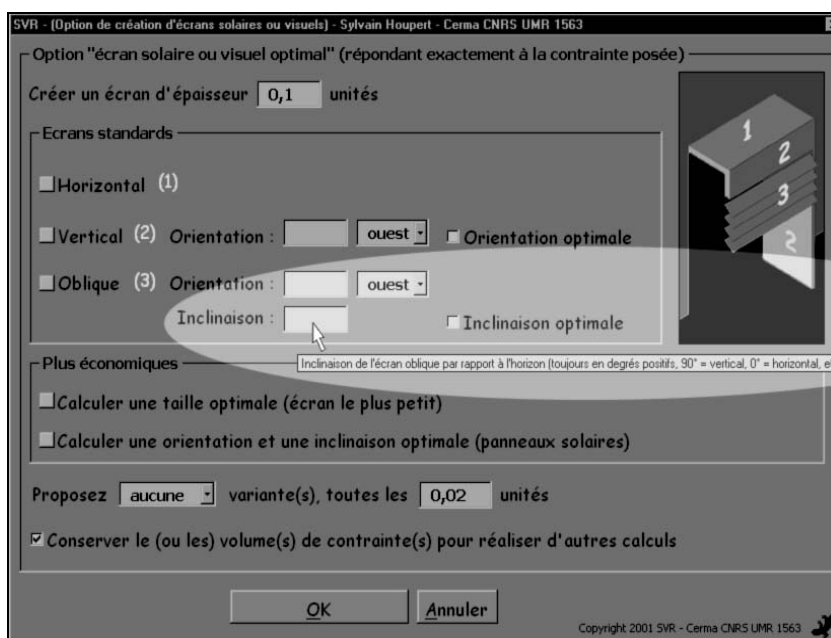 SVR - (Option de création d'écrans solaires ou visuels) - Sylvain Houpert - Cerma CNRS UMR 1563
Option "écran solaire ou visuel optimal" (répondant exactement à la contrainte posée)
Créer un écran d'épaisseur 0,1 unités
Ecrans standards
Horizontal (1)
Vertical (2) Orientation : ouest Orientation optimale
Oblique (3) Orientation : ouest
Inclinaison : Inclinaison optimale
1
2
3
2
Inclinaison de l'écran oblique par rapport à l'horizon (toujours en degrés positifs, 90° = vertical, 0° = horizontal,
Plus économiques
Calculer une taille optimale (écran le plus petit)
Calculer une orientation et une inclinaison optimale (panneaux solaires)
Proposez aucune variante(s), toutes les 0,02 unités
Conserver le (ou les) volume(s) de contrainte(s) pour réaliser d'autres calculs
OK Annuler
Copyright 2001 SVR - Cerma CNRS UMR 1563